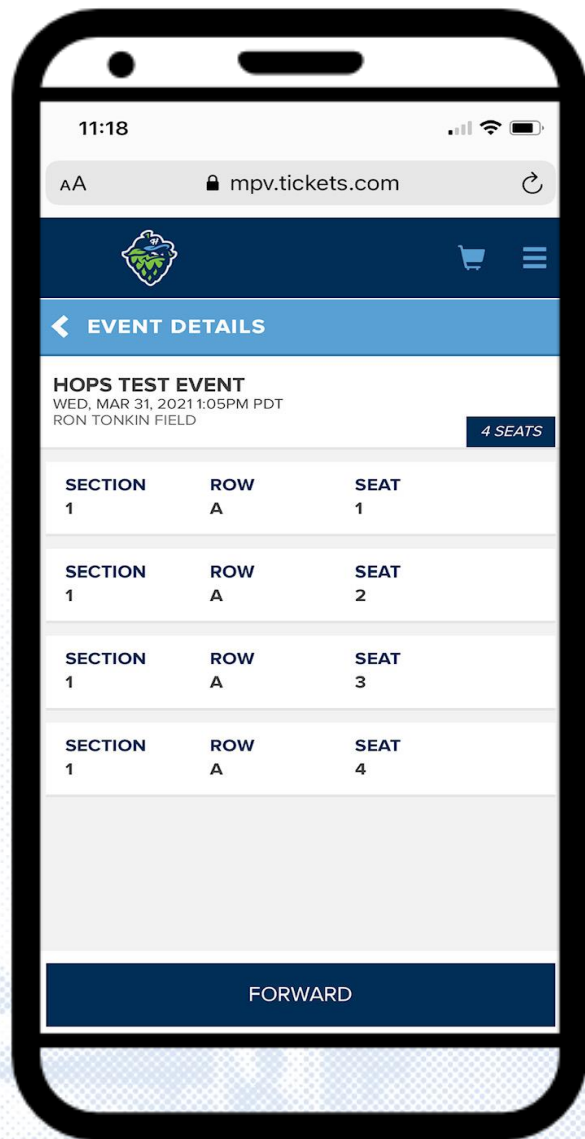 11:18
AA mpv.tickets.com
EVENT DETAILS
HOPS TEST EVENT
WED, MAR 31, 2021 1:05PM PDT
RON TONKIN FIELD
4 SEATS
SECTION ROW SEAT
1 A 1
SECTION ROW SEAT
1 A 2
SECTION ROW SEAT
1 A 3
SECTION ROW SEAT
1 A 4
FORWARD